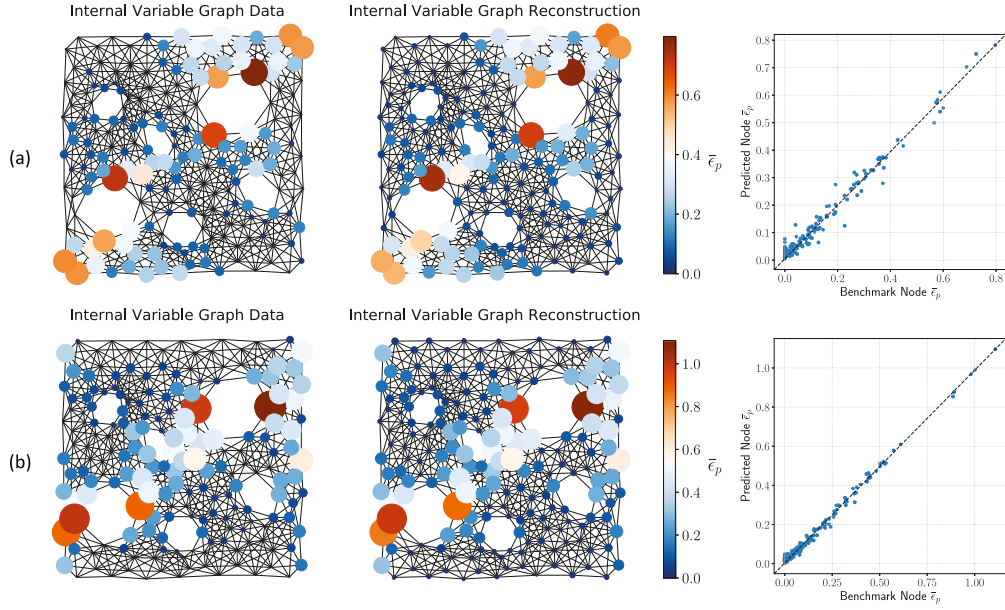 Internal Variable Graph Data
Internal Variable Graph Reconstruction
(a)
0.6
0.4
0.2
0.0
ϵ̄p
0.8
0.7
0.6
0.5
0.4
0.3
0.2
0.1
0.0
Predicted Node ε̄p
0.0 0.2 0.4 0.6 0.8
Benchmark Node ε̄p
Internal Variable Graph Data
Internal Variable Graph Reconstruction
(b)
1.0
0.8
0.6
0.4
0.2
0.0
ϵ̄p
1.0
0.8
0.6
0.4
0.2
0.0
Predicted Node ε̄p
0.00 0.25 0.50 0.75 1.00
Benchmark Node ε̄p